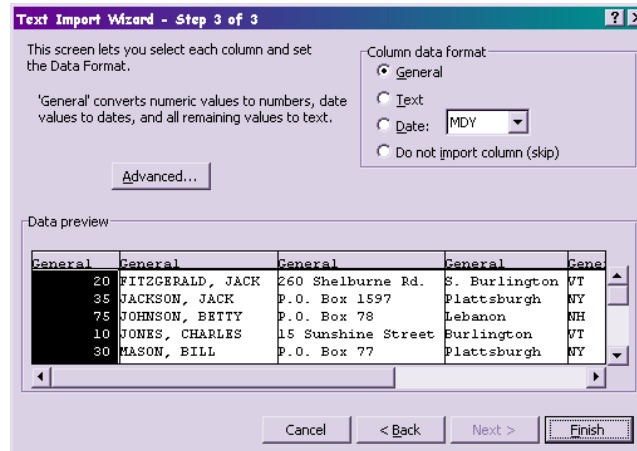 Text Import Wizard - Step 3 of 3
This screen lets you select each column and set
the Data Format.
'General' converts numeric values to numbers, date
values to dates, and all remaining values to text.
Advanced...
Column data format
General
Text
Date: MDY
Do not import column (skip)
Data preview
General General General General Gene
20 FITZGERALD, JACK 260 Shelburne Rd. S. Burlington VT
35 JACKSON, JACK P.O. Box 1597 Plattsburgh NY
75 JOHNSON, BETTY P.O. Box 78 Lebanon NH
10 JONES, CHARLES 15 Sunshine Street Burlington VT
30 MASON, BILL P.O. Box 77 Plattsburgh NY
Cancel < Back Next > Finish